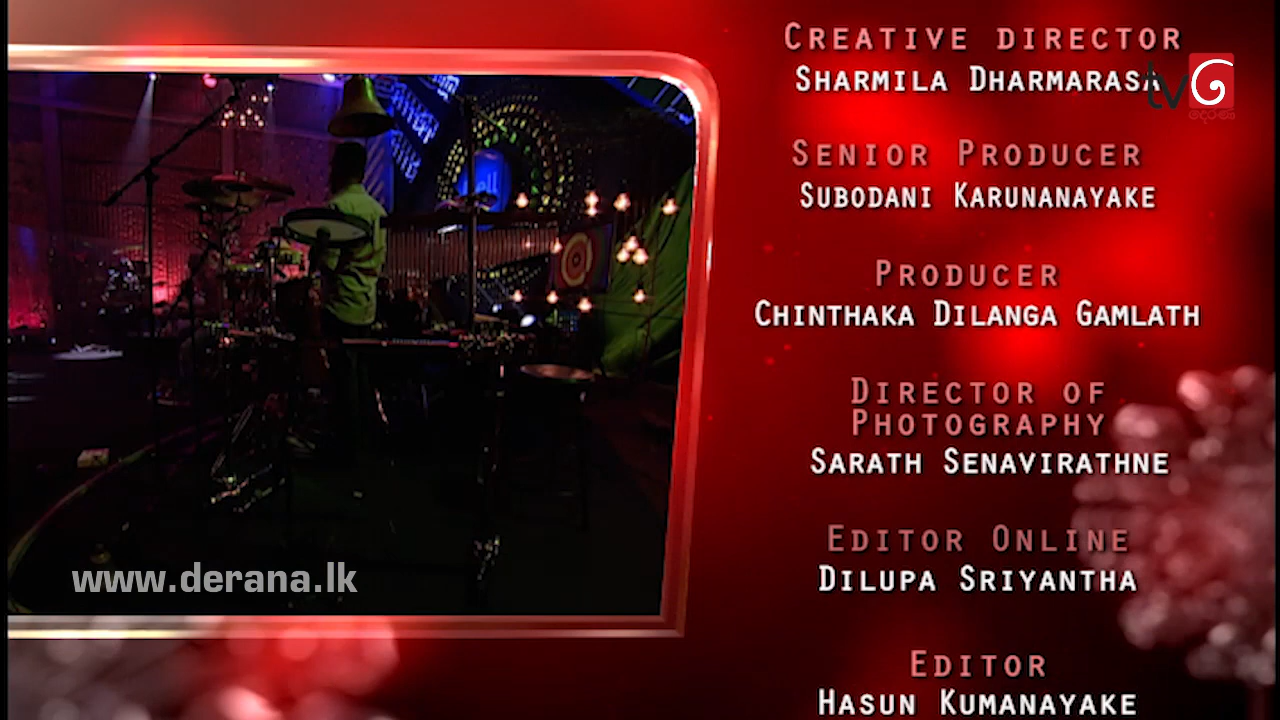 CREATIVE DIRECTOR
SHARMILA DHARMARASA
tv
දෙරණ
SENIOR PRODUCER
SUBODANI KARUNANAYAKE
PRODUCER
CHINTHAKA DILANGA GAMLATH
DIRECTOR OF
PHOTOGRAPHY
SARATH SENAVIRATHNE
EDITOR ONLINE
DILUPA SRIYANTHA
EDITOR
HASUN KUMANAYAKE
www.derana.lk